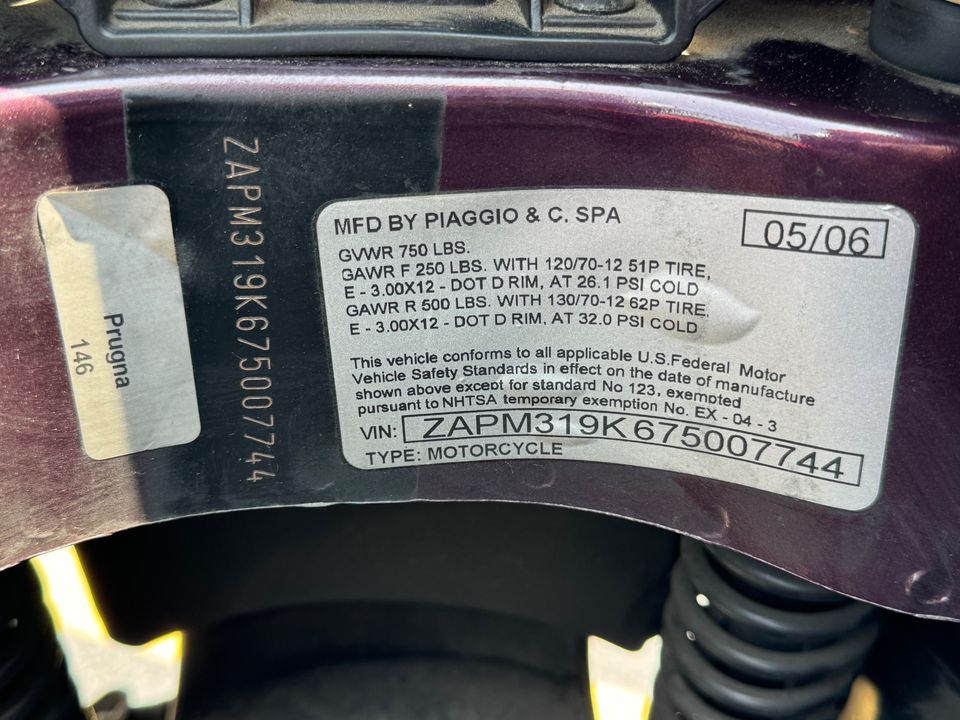 ZAPM319K675007744
Prugna
146
MFD BY PIAGGIO & C. SPA
05/06
GVWR 750 LBS.
GAWR F 250 LBS. WITH 120/70-12 51P TIRE,
E - 3.00X12 - DOT D RIM, AT 26.1 PSI COLD
GAWR R 500 LBS. WITH 130/70-12 62P TIRE,
E - 3.00X12 - DOT D RIM, AT 32.0 PSI COLD
This vehicle conforms to all applicable U.S.Federal Motor
Vehicle Safety Standards in effect on the date of manufacture
shown above except for standard No 123, exempted
pursuant to NHTSA temporary exemption No. EX - 04 - 3
VIN: ZAPM319K675007744
TYPE: MOTORCYCLE